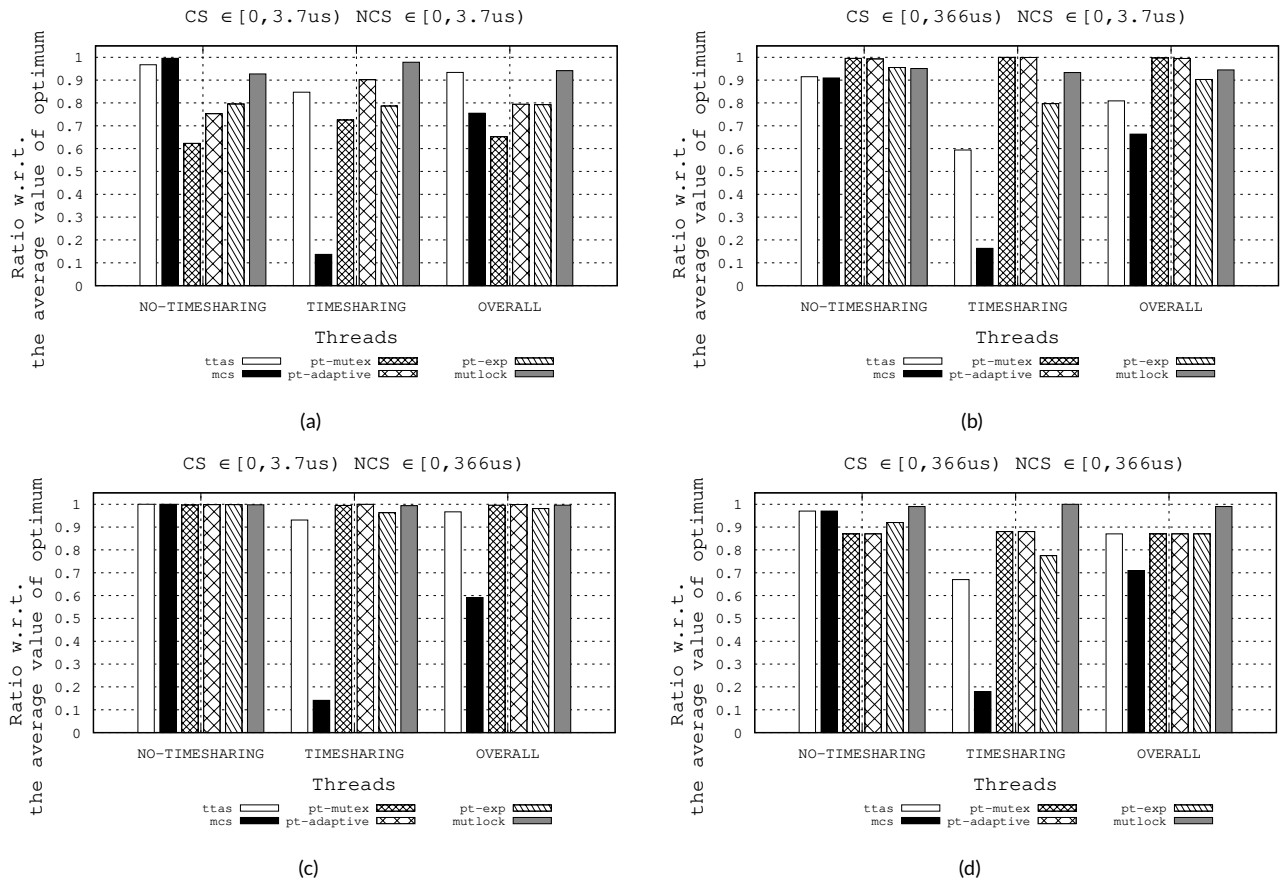 CS ∈[0,3.7us) NCS ∈[0,3.7us)
Ratio w.r.t.
the average value of optimum
1
0.9
0.8
0.7
0.6
0.5
0.4
0.3
0.2
0.1
0
NO-TIMESHARING TIMESHARING OVERALL
Threads
ttas pt-mutex pt-exp
mcs pt-adaptive mutlock
(a)
CS ∈[0,366us) NCS ∈[0,3.7us)
Ratio w.r.t.
the average value of optimum
1
0.9
0.8
0.7
0.6
0.5
0.4
0.3
0.2
0.1
0
NO-TIMESHARING TIMESHARING OVERALL
Threads
ttas pt-mutex pt-exp
mcs pt-adaptive mutlock
(b)
CS ∈[0,3.7us) NCS ∈[0,366us)
Ratio w.r.t.
the average value of optimum
1
0.9
0.8
0.7
0.6
0.5
0.4
0.3
0.2
0.1
0
NO-TIMESHARING TIMESHARING OVERALL
Threads
ttas pt-mutex pt-exp
mcs pt-adaptive mutlock
(c)
CS ∈[0,366us) NCS ∈[0,366us)
Ratio w.r.t.
the average value of optimum
1
0.9
0.8
0.7
0.6
0.5
0.4
0.3
0.2
0.1
0
NO-TIMESHARING TIMESHARING OVERALL
Threads
ttas pt-mutex pt-exp
mcs pt-adaptive mutlock
(d)